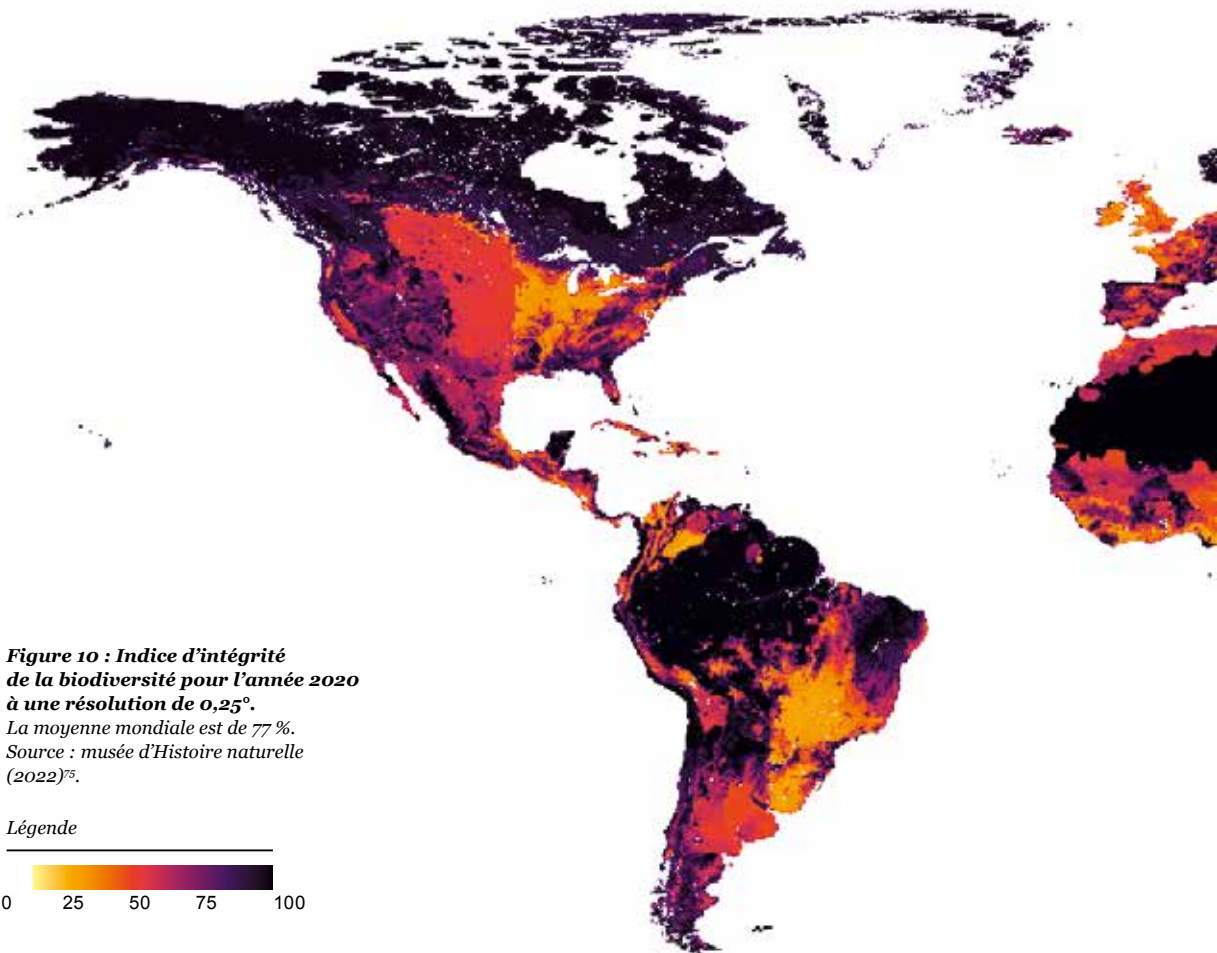 Figure 10 : Indice d’intégrité
de la biodiversité pour l’année 2020
à une résolution de 0,25°.
La moyenne mondiale est de 77 %.
Source : musée d’Histoire naturelle
(2022)⁷⁵.
Légende
0 25 50 75 100